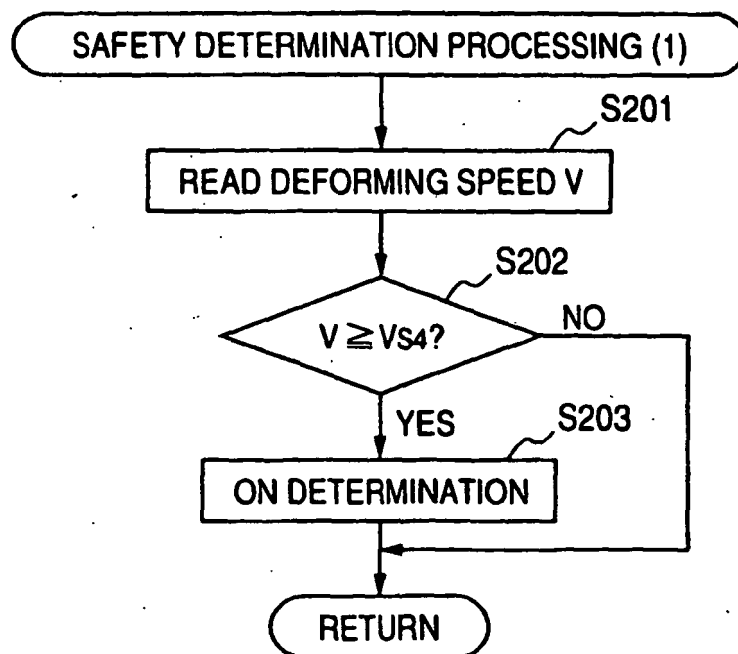 SAFETY DETERMINATION PROCESSING (1)
S201
READ DEFORMING SPEED V
S202
V ≧ VS4?
NO
YES
S203
ON DETERMINATION
RETURN